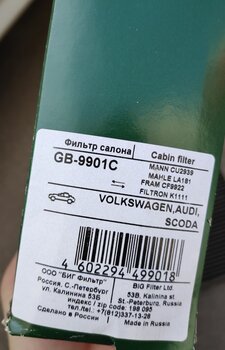 Фильтр салона
Cabin filter
GB-9901C
MANN CU2939
MAHLE LA181
FRAM CF9922
FILTRON K1111
VOLKSWAGEN,AUDI,
SCODA
4 602294 499018
ООО "БИГ Фильтр"
Россия. С.-Петербург
ул. Калинина 53Б
BIG Filter Ltd.
53B, Kalinina st
St.-Petersburg, Russia
индекс / zip code: 198 095
тел./tel.: +7(812)337-13-28
Сделано в России
Made in Russia